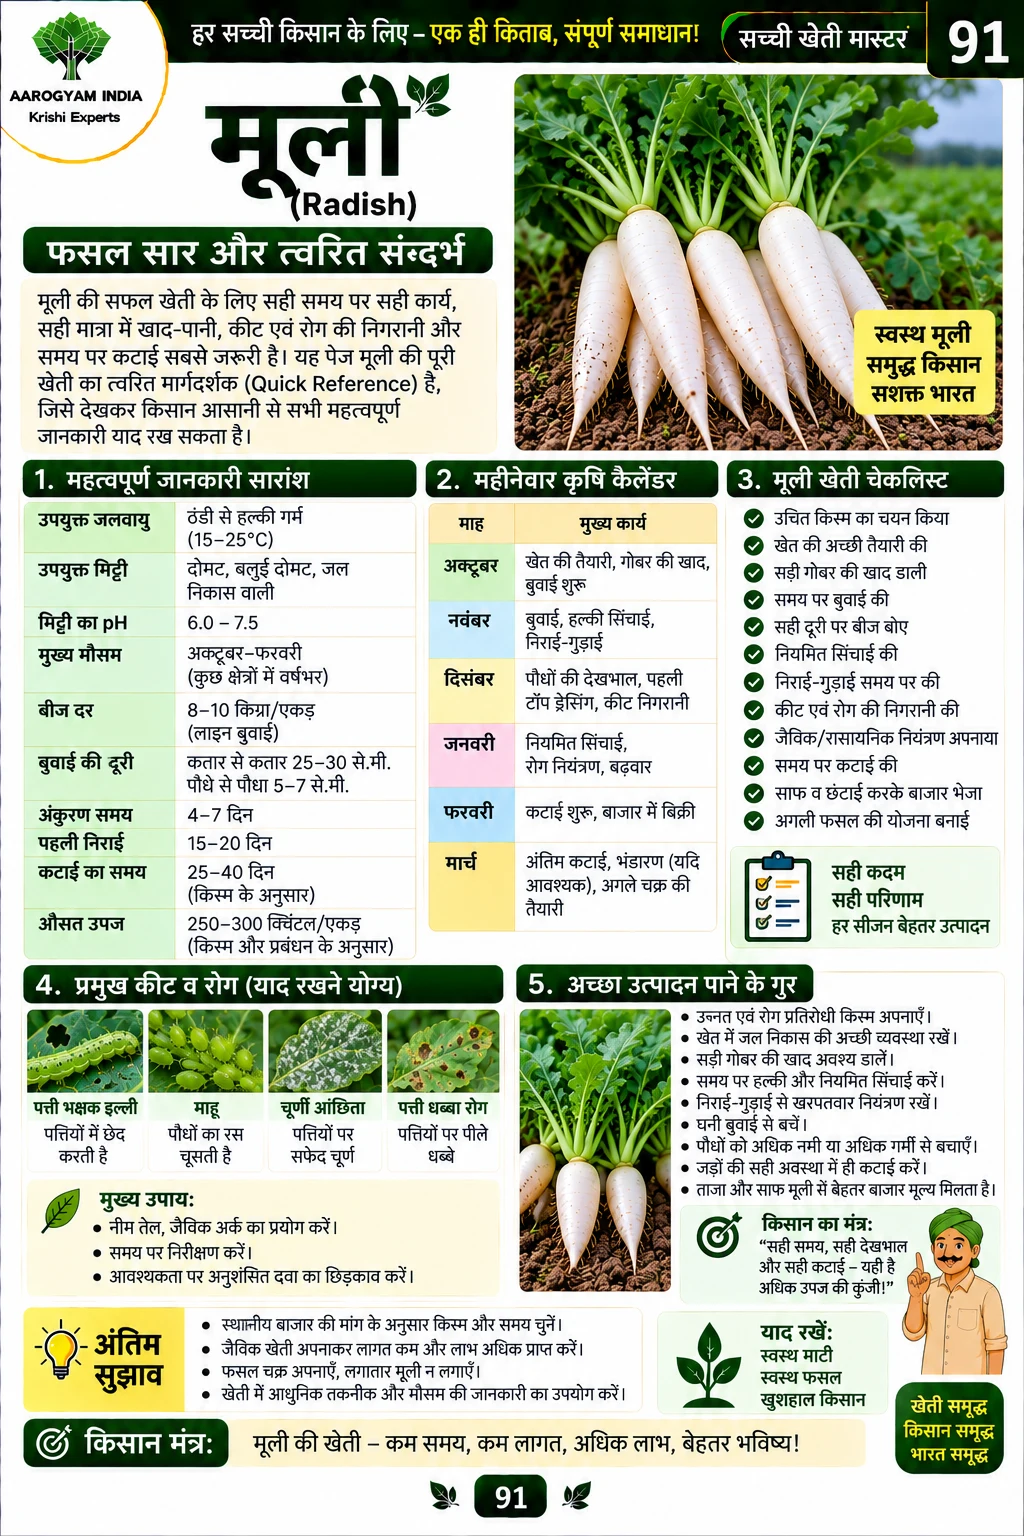 AAROGYAM INDIA
Krishi Experts
हर सच्ची किसान के लिए – एक ही किताब, संपूर्ण समाधान!
सच्ची खेती मास्टर
91
मूली
(Radish)
फसल सार और त्वरित संदर्भ
मूली की सफल खेती के लिए सही समय पर सही कार्य,
सही मात्रा में खाद-पानी, कीट एवं रोग की निगरानी और
समय पर कटाई सबसे जरूरी है। यह पेज मूली की पूरी
खेती का त्वरित मार्गदर्शक (Quick Reference) है,
जिसे देखकर किसान आसानी से सभी महत्वपूर्ण
जानकारी याद रख सकता है।
स्वस्थ मूली
समुद्ध किसान
सशक्त भारत
1. महत्वपूर्ण जानकारी सारांश
उपयुक्त जलवायु ठंडी से हल्की गर्म
(15–25°C)
उपयुक्त मिट्टी दोमट, बलुई दोमट, जल
निकास वाली
मिट्टी का pH 6.0 – 7.5
मुख्य मौसम अक्टूबर–फरवरी
(कुछ क्षेत्रों में वर्षभर)
बीज दर 8–10 किग्रा/एकड़
(लाइन बुवाई)
बुवाई की दूरी कतार से कतार 25–30 से.मी.
पौधे से पौधा 5–7 से.मी.
अंकुरण समय 4–7 दिन
पहली निराई 15–20 दिन
कटाई का समय 25–40 दिन
(किस्म के अनुसार)
औसत उपज 250–300 क्विंटल/एकड़
(किस्म और प्रबंधन के अनुसार)
2. महीनेवार कृषि कैलेंडर
माह मुख्य कार्य
अक्टूबर खेत की तैयारी, गोबर की खाद,
बुवाई शुरू
नवंबर बुवाई, हल्की सिंचाई,
निराई-गुड़ाई
दिसंबर पौधों की देखभाल, पहली
टॉप ड्रेसिंग, कीट निगरानी
जनवरी नियमित सिंचाई,
रोग नियंत्रण, बढ़वार
फरवरी कटाई शुरू, बाजार में बिक्री
मार्च अंतिम कटाई, भंडारण (यदि
आवश्यक), अगले चक्र की
तैयारी
3. मूली खेती चेकलिस्ट
उचित किस्म का चयन किया
खेत की अच्छी तैयारी की
सड़ी गोबर की खाद डाली
समय पर बुवाई की
सही दूरी पर बीज बोए
नियमित सिंचाई की
निराई-गुड़ाई समय पर की
कीट एवं रोग की निगरानी की
जैविक/रासायनिक नियंत्रण अपनाया
समय पर कटाई की
साफ व छंटाई करके बाजार भेजा
अगली फसल की योजना बनाई
सही कदम
सही परिणाम
हर सीजन बेहतर उत्पादन
4. प्रमुख कीट व रोग (याद रखने योग्य)
पत्ती भक्षक इल्ली
पत्तियों में छेद
करती है
माहू
पौधों का रस
चूसती है
चूर्णी आंछिता
पत्तियों पर
सफेद चूर्ण
पत्ती धब्बा रोग
पत्तियों पर पीले
धब्बे
मुख्य उपाय:
• नीम तेल, जैविक अर्क का प्रयोग करें।
• समय पर निरीक्षण करें।
• आवश्यकता पर अनुशंसित दवा का छिड़काव करें।
5. अच्छा उत्पादन पाने के गुर
• उन्नत एवं रोग प्रतिरोधी किस्म अपनाएँ।
• खेत में जल निकास की अच्छी व्यवस्था रखें।
• सड़ी गोबर की खाद अवश्य डालें।
• समय पर हल्की और नियमित सिंचाई करें।
• निराई-गुड़ाई से खरपतवार नियंत्रण रखें।
• घनी बुवाई से बचें।
• पौधों को अधिक नमी या अधिक गर्मी से बचाएँ।
• जड़ों की सही अवस्था में ही कटाई करें।
• ताजा और साफ मूली से बेहतर बाजार मूल्य मिलता है।
किसान का मंत्र:
“सही समय, सही देखभाल
और सही कटाई – यही है
अधिक उपज की कुंजी!”
अंतिम
सुझाव
• स्थानीय बाजार की मांग के अनुसार किस्म और समय चुनें।
• जैविक खेती अपनाकर लागत कम और लाभ अधिक प्राप्त करें।
• फसल चक्र अपनाएँ, लगातार मूली न लगाएँ।
• खेती में आधुनिक तकनीक और मौसम की जानकारी का उपयोग करें।
याद रखें:
स्वस्थ माटी
स्वस्थ फसल
खुशहाल किसान
खेती समृद्ध
किसान समृद्ध
भारत समृद्ध
किसान मंत्र:
मूली की खेती – कम समय, कम लागत, अधिक लाभ, बेहतर भविष्य!
91